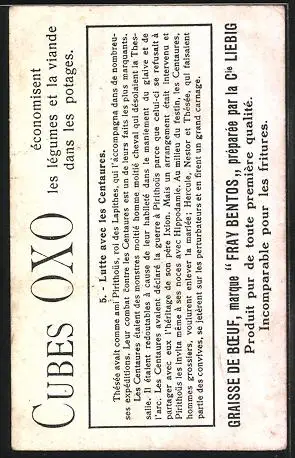 CUBES OXO
économisent
les légumes et la viande
dans les potages.
5. - Lutte avec les Centaures.
Thésée avait comme ami Pirithoüs, roi des Lapithes, qui l'accompagna dans de nombreu-
ses expéditions. Leur combat contre les Centaures est un de leurs faits les plus marquants.
Les Centaures étaient des monstres moitié homme moitié cheval qui désolaient la Thes-
salie. Il étaient redoutables à cause de leur habileté dans le maniement du glaive et de
l'arc. Les Centaures avaient déclaré la guerre à Pirithoüs parce que celui-ci se refusait à
partager avec eux l'héritage de son père Ixion. Mais un arrangement était intervenu et
Pirithoüs les invita même à ses noces avec Hippodamie. Au milieu du festin, les Centaures,
hommes grossiers, voulurent enlever la mariée; Hercule, Nestor et Thésée, qui faisaient
partie des convives, se jetèrent sur les perturbateurs et en firent un grand carnage.
GRAISSE DE BŒUF, marque "FRAY BENTOS„ préparée par la Cie LIEBIG
Produit pur de toute première qualité.
Incomparable pour les fritures.